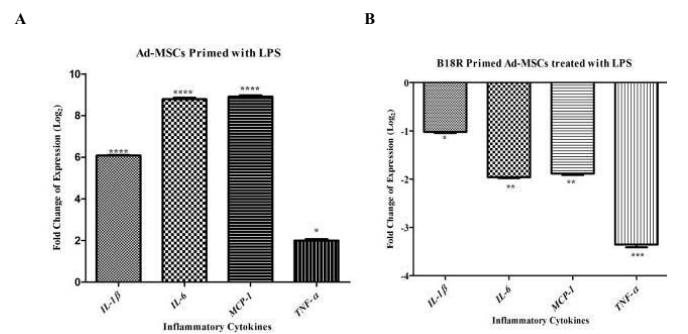 A
Ad-MSCs Primed with LPS
Fold Change of Expression (Log2)
10
8
6
4
2
0
****
****
****
*
IL-1β
IL-6
MCP-1
TNF-α
Inflammatory Cytokines
B
B18R Primed Ad-MSCs treated with LPS
Fold Change of Expression (Log2)
0
-1
-2
-3
-4
*
**
**
***
IL-1β
IL-6
MCP-1
TNF-α
Inflammatory Cytokines